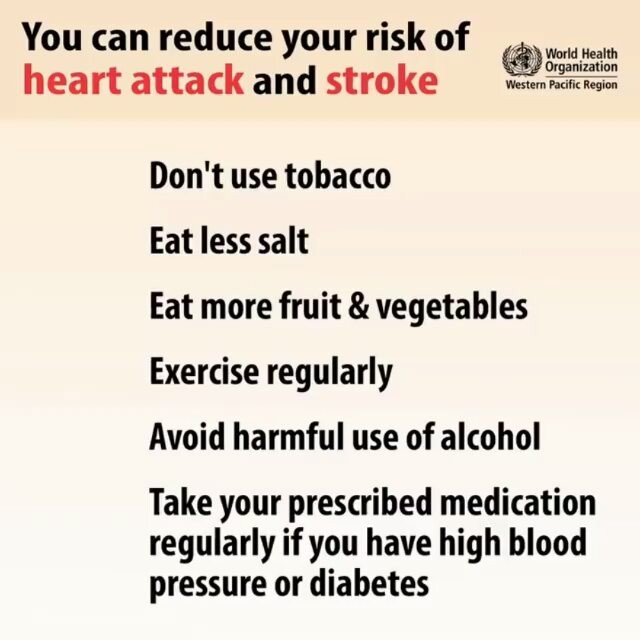 You can reduce your risk of
heart attack and stroke
World Health
Organization
Western Pacific Region
Don't use tobacco
Eat less salt
Eat more fruit & vegetables
Exercise regularly
Avoid harmful use of alcohol
Take your prescribed medication
regularly if you have high blood
pressure or diabetes